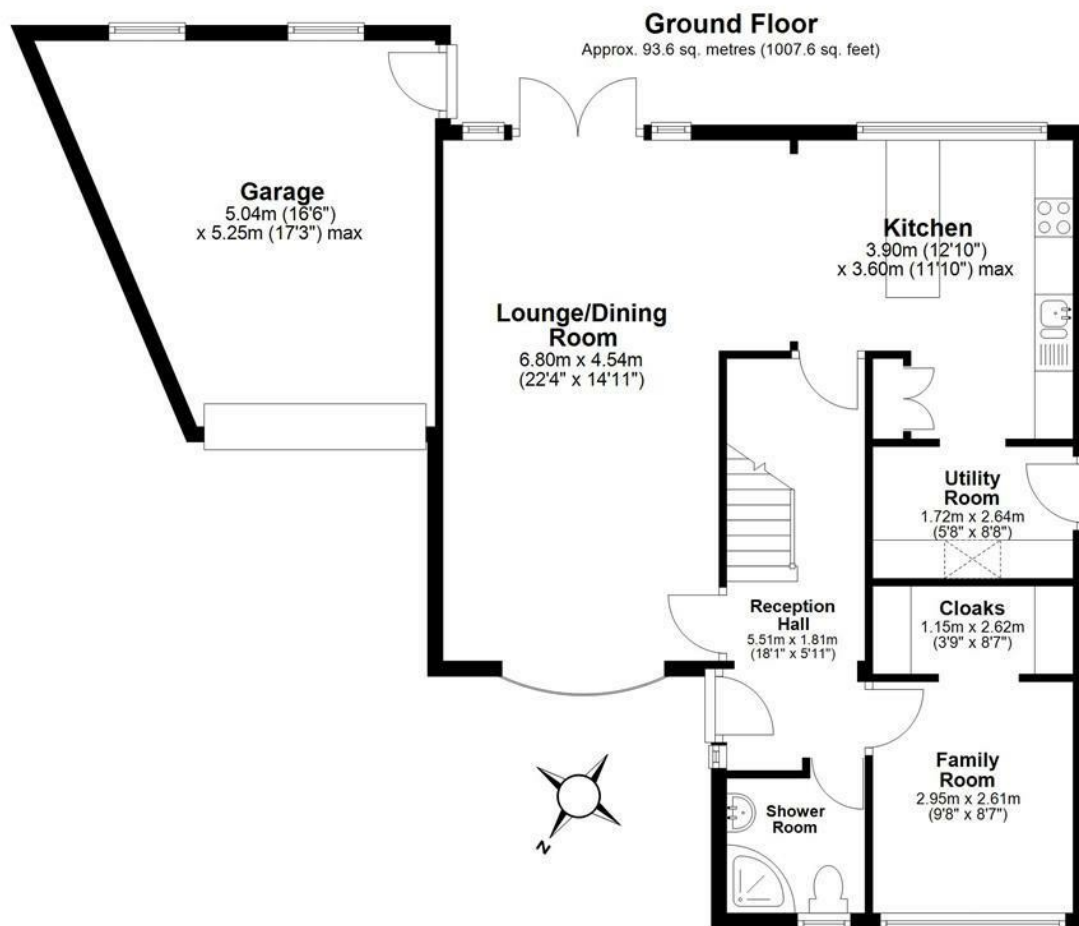 Ground Floor
Approx. 93.6 sq. metres (1007.6 sq. feet)
Garage
5.04m (16'6")
x 5.25m (17'3") max
Kitchen
3.90m (12'10")
x 3.60m (11'10") max
Lounge/Dining
Room
6.80m x 4.54m
(22'4" x 14'11")
Utility
Room
1.72m x 2.64m
(5'8" x 8'8")
Reception
Hall
5.51m x 1.81m
(18'1" x 5'11")
Cloaks
1.15m x 2.62m
(3'9" x 8'7")
Family
Room
2.95m x 2.61m
(9'8" x 8'7")
Shower
Room
N